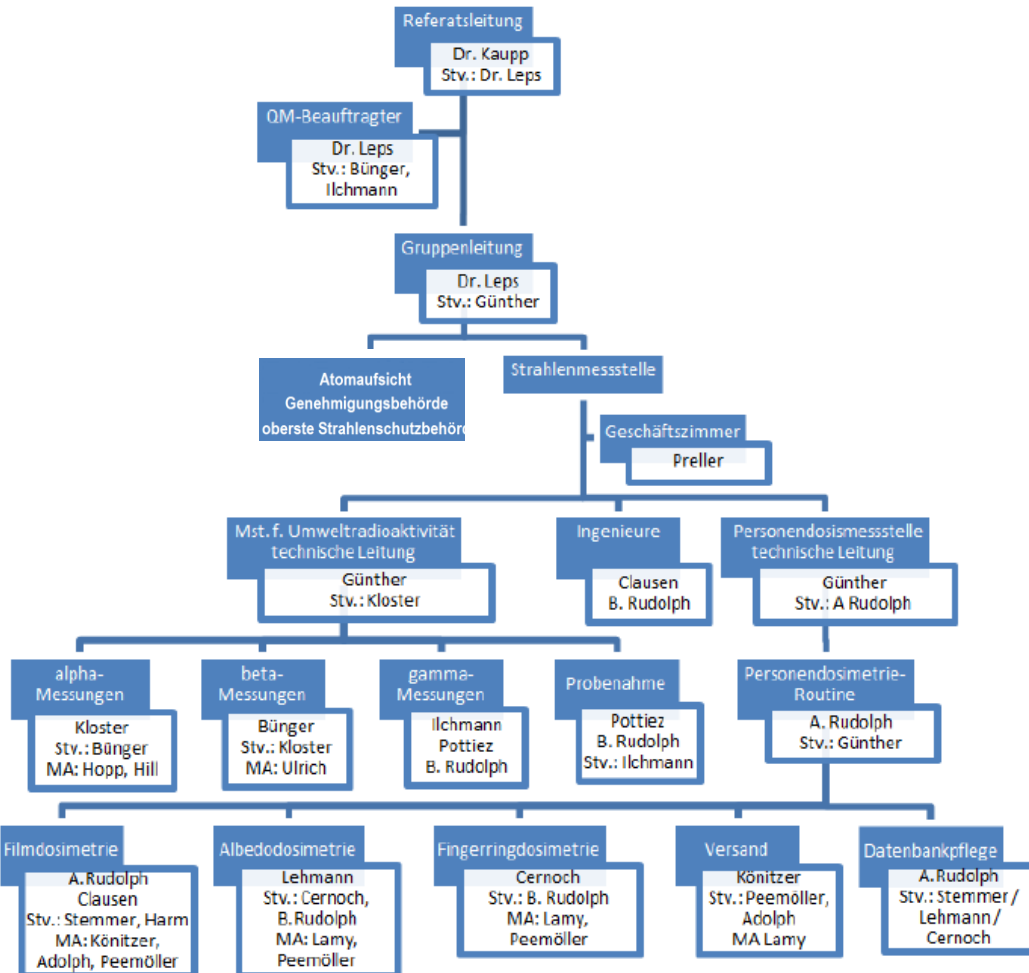 Referatsleitung
Dr. Kaupp
Stv.: Dr. Leps
QM-Beauftragter
Dr. Leps
Stv.: Bünger,
Ilchmann
Gruppenleitung
Dr. Leps
Stv.: Günther
Atomaufsicht
Genehmigungsbehörde
oberste Strahlenschutzbehörd
Strahlenmessstelle
Geschäftszimmer
Preller
Mst. f. Umweltradioaktivität
technische Leitung
Günther
Stv.: Kloster
Ingenieure
Clausen
B. Rudolph
Personendosismessstelle
technische Leitung
Günther
Stv.: A Rudolph
alpha-
Messungen
Kloster
Stv.: Bünger
MA: Hopp, Hill
beta-
Messungen
Bünger
Stv.: Kloster
MA: Ulrich
gamma-
Messungen
Ilchmann
Pottiez
B. Rudolph
Probenahme
Pottiez
B. Rudolph
Stv.: Ilchmann
Personendosimetrie-
Routine
A. Rudolph
Stv.: Günther
Filmdosimetrie
A.Rudolph
Clausen
Stv.: Stemmer, Harm
MA: Könitzer,
Adolph, Peemöller
Albedodosimetrie
Lehmann
Stv.: Cernoch,
B.Rudolph
MA: Lamy,
Peemöller
Fingerringdosimetrie
Cernoch
Stv.: B. Rudolph
MA: Lamy,
Peemöller
Versand
Könitzer
Stv.: Peemöller,
Adolph
MA Lamy
Datenbankpflege
A.Rudolph
Stv.: Stemmer /
Lehmann /
Cernoch